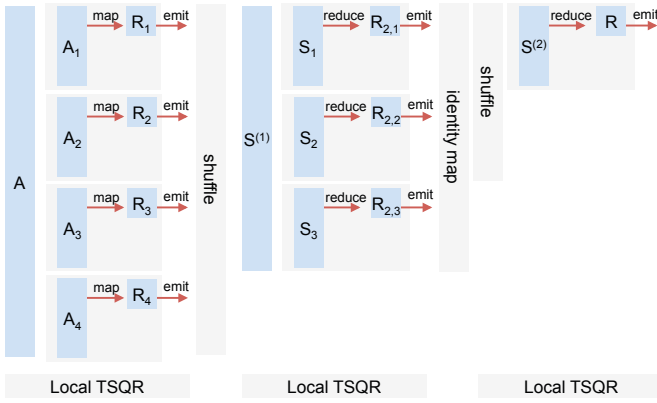 A
A₁
map
R₁
emit
A₂
map
R₂
emit
A₃
map
R₃
emit
A₄
map
R₄
emit
shuffle
S⁽¹⁾
S₁
reduce
R₂,₁
emit
S₂
reduce
R₂,₂
emit
S₃
reduce
R₂,₃
emit
identity map
shuffle
S⁽²⁾
reduce
R
emit
Local TSQR
Local TSQR
Local TSQR